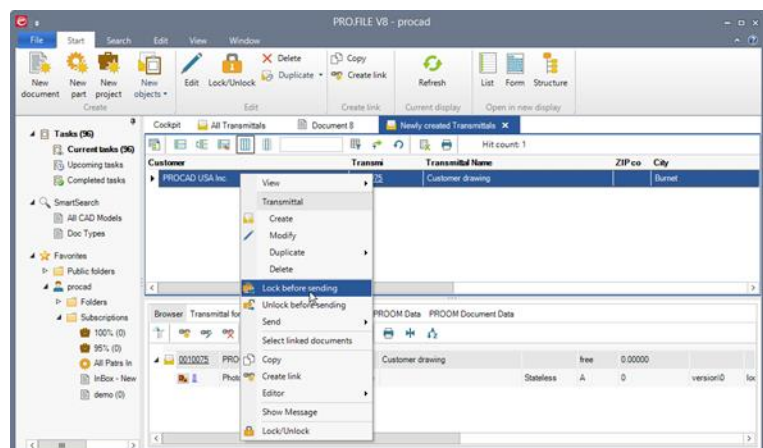 PRO.FILE V8 - procad
File Start Search Edit View Window
New document New part New project New objects
Create
Edit Lock/Unlock Delete Duplicate
Edit
Copy Create link
Create link
Refresh
Current display
List Form Structure
Open in new display
Tasks (96)
Current tasks (96)
Upcoming tasks
Completed tasks
SmartSearch
All CAD Models
Doc Types
Favorites
Public folders
procad
Folders
Subscriptions
100% (0)
95% (0)
All Patrs In
InBox - New
demo (0)
Cockpit All Transmittals Document 8 Newly created Transmittals
Hit count: 1
Customer Transmi Transmittal Name ZIP co City
PROCAD USA Inc. Customer drawing Burnet
View
Transmittal
Create
Modify
Duplicate
Delete
Lock before sending
Unlock before sending
Send
Select linked documents
Copy
Create link
Editor
Show Message
Lock/Unlock
Browser Transmittal for PROOM Data PROOM Document Data
0010075 PRO Customer drawing free 0.00000
Photo Stateless A 0 version\0 loc